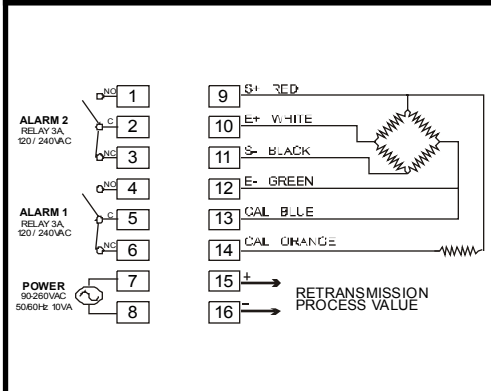 NO 1
ALARM 2 C 2
RELAY 3A,
120 / 240VAC
NC 3
NO 4
ALARM 1 C 5
RELAY 3A,
120 / 240VAC
NC 6
POWER 7
90-260VAC
50/60Hz 10VA
8
9 S+ RED
10 E+ WHITE
11 S- BLACK
12 E- GREEN
13 CAL BLUE
14 CAL ORANGE
15 +
RETRANSMISSION
PROCESS VALUE
16 -